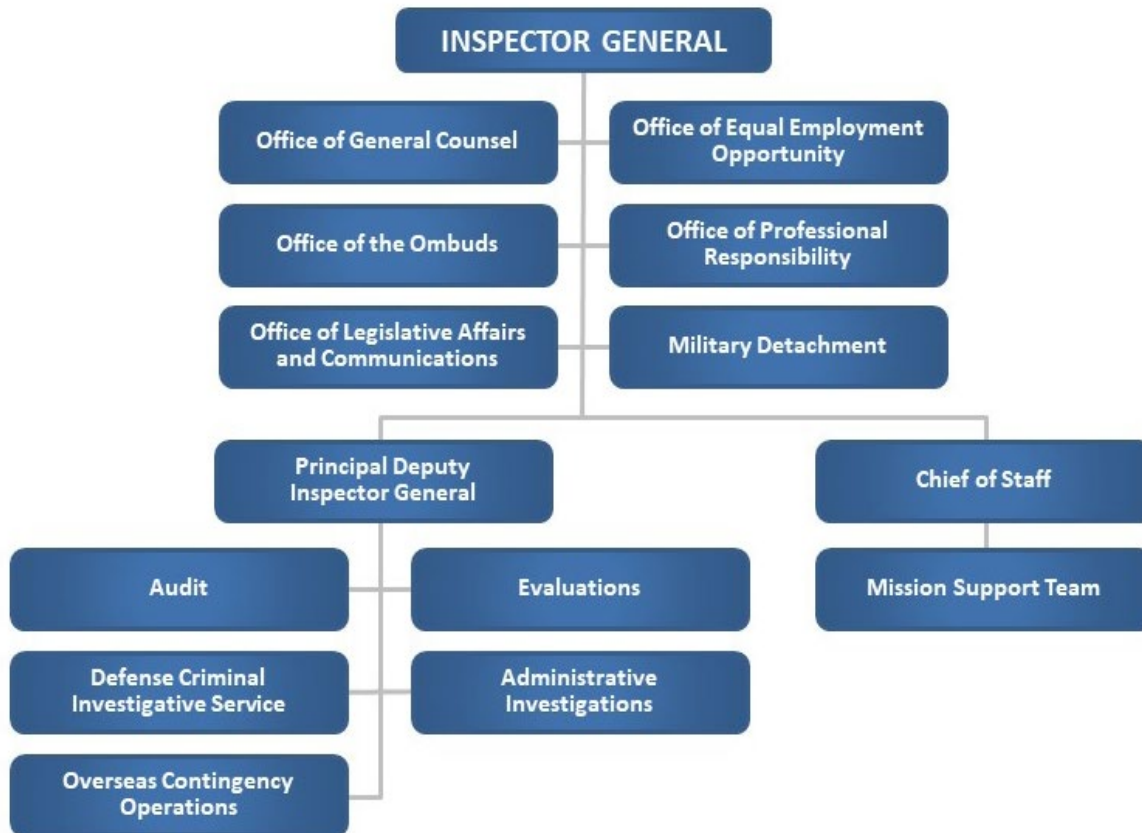 INSPECTOR GENERAL
Office of General Counsel
Office of Equal Employment
Opportunity
Office of the Ombuds
Office of Professional
Responsibility
Office of Legislative Affairs
and Communications
Military Detachment
Principal Deputy
Inspector General
Chief of Staff
Audit
Evaluations
Mission Support Team
Defense Criminal
Investigative Service
Administrative
Investigations
Overseas Contingency
Operations